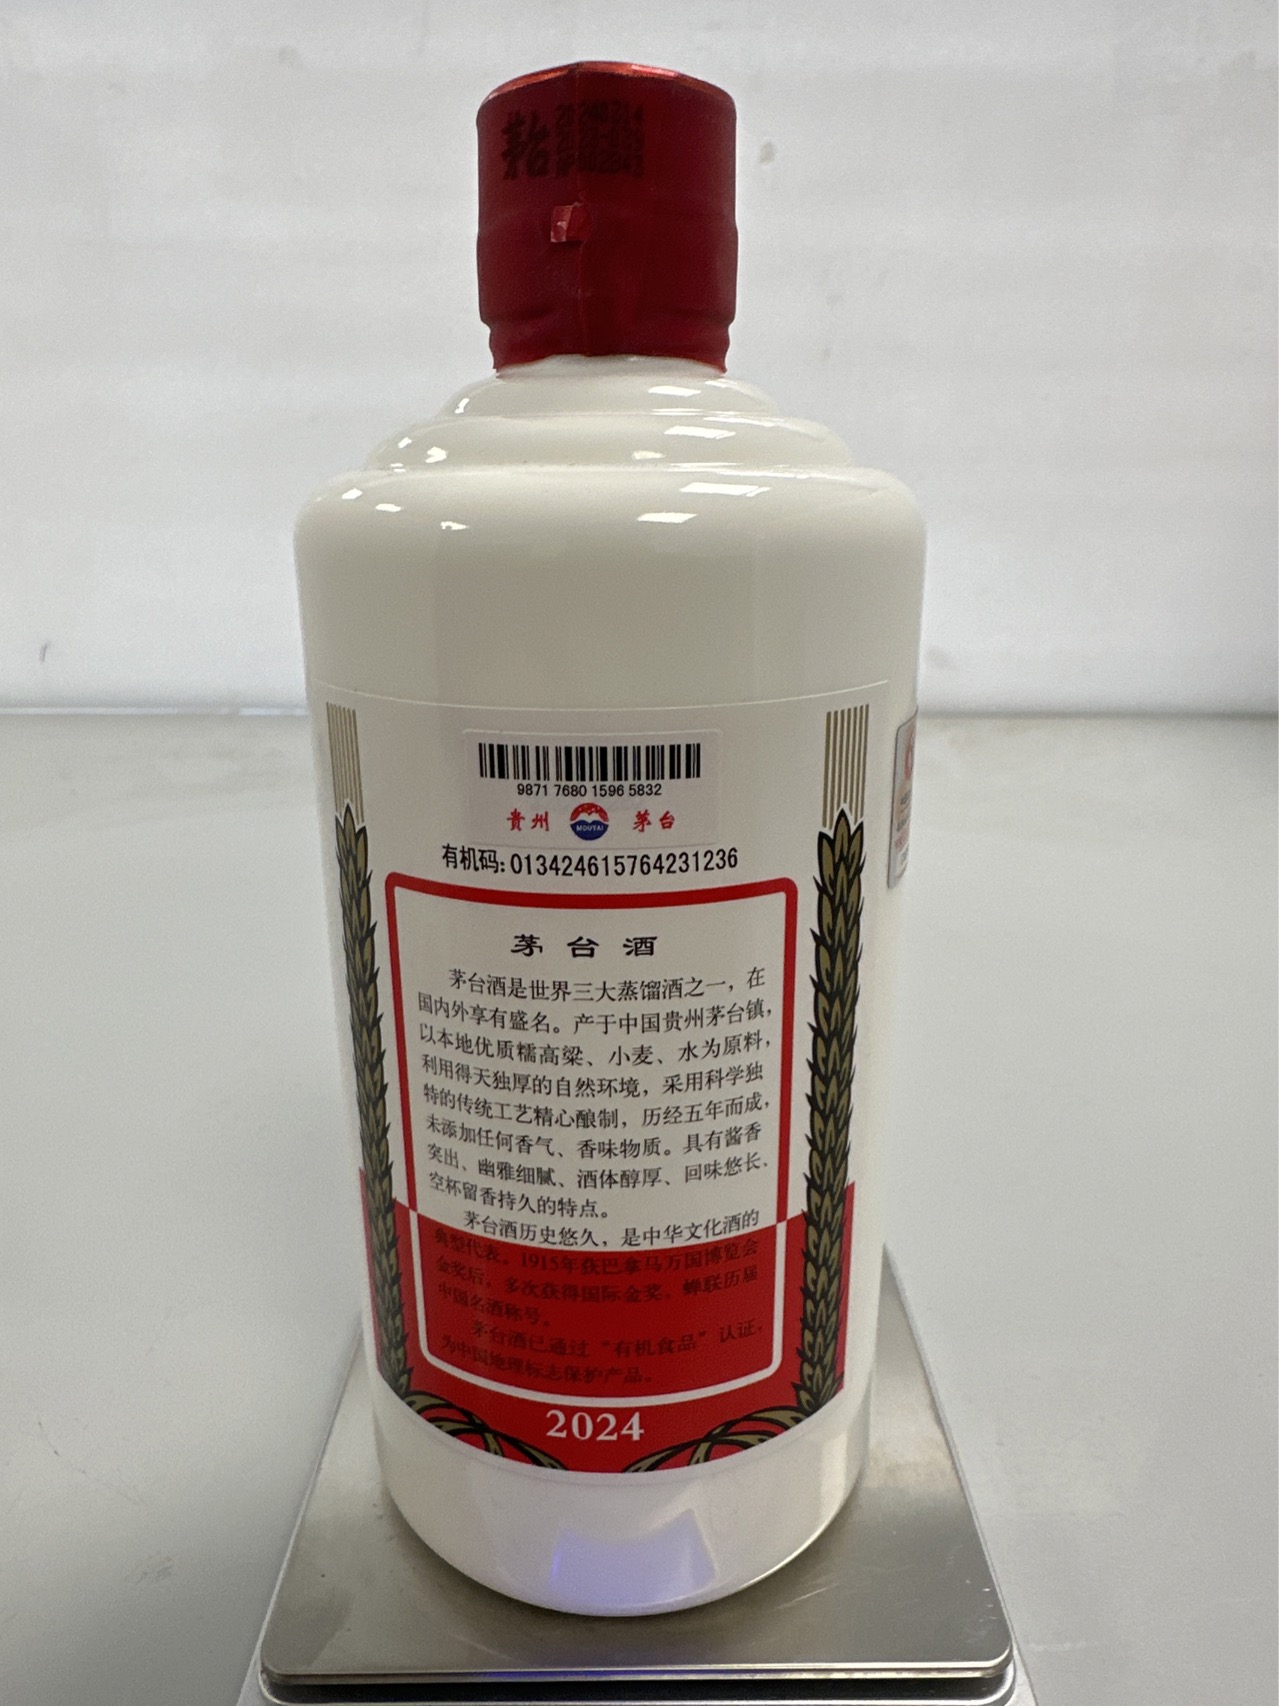 茅台
9871 7680 1596 5832
贵州 MOUTAI 茅台
有机码:013424615764231236
茅台酒
茅台酒是世界三大蒸馏酒之一，在
国内外享有盛名。产于中国贵州茅台镇，
以本地优质糯高粱、小麦、水为原料，
利用得天独厚的自然环境，采用科学独
特的传统工艺精心酿制，历经五年而成，
未添加任何香气、香味物质。具有酱香
突出、幽雅细腻、酒体醇厚、回味悠长、
空杯留香持久的特点。
茅台酒历史悠久，是中华文化酒的
典型代表。1915年获巴拿马万国博览会
金奖后，多次获得国际金奖，蝉联历届
中国名酒称号。
茅台酒已通过“有机食品”认证，
为中国地理标志保护产品。
2024